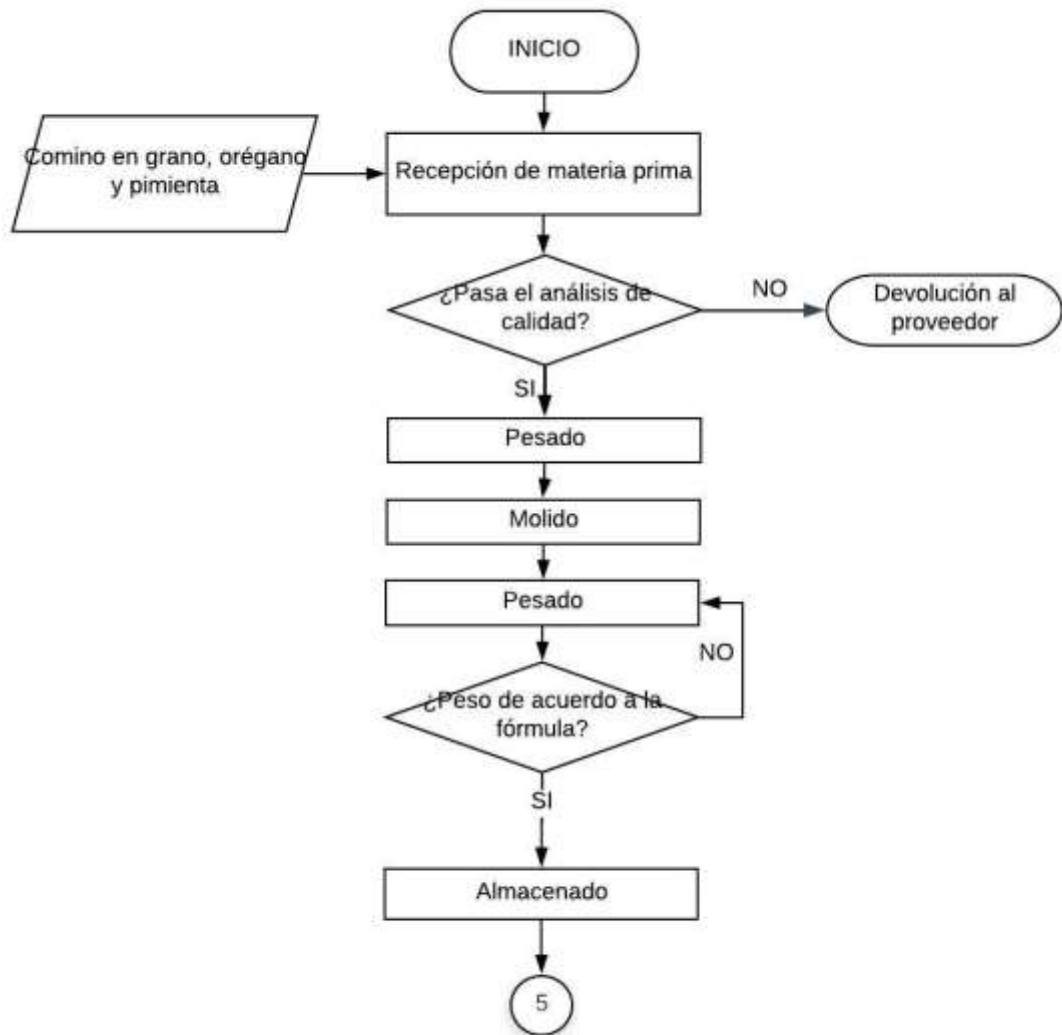 INICIO
Comino en grano, orégano
y pimienta
Recepción de materia prima
¿Pasa el análisis de
calidad?
NO
Devolución al
proveedor
SI
Pesado
Molido
Pesado
NO
¿Peso de acuerdo a la
fórmula?
SI
Almacenado
5